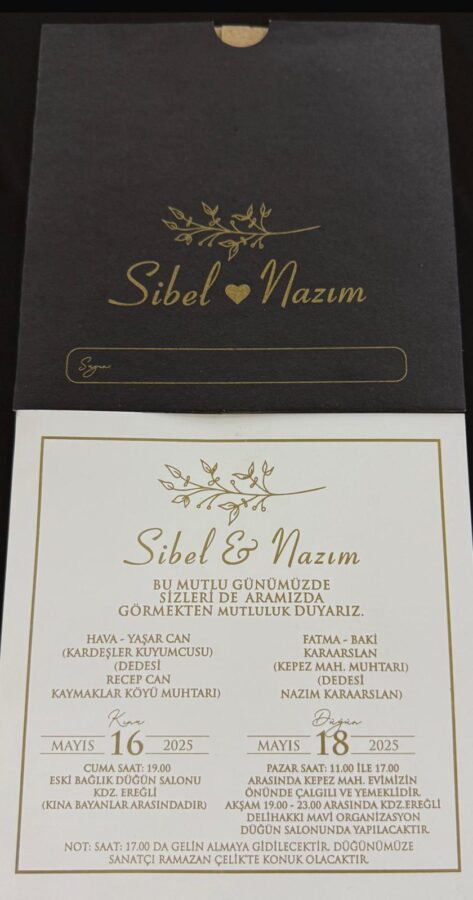 Sibel Nazım
Sayın
Sibel & Nazım
BU MUTLU GÜNÜMÜZDE
SİZLERİ DE ARAMIZDA
GÖRMEKTEN MUTLULUK DUYARIZ.
HAVA - YAŞAR CAN
(KARDEŞLER KUYUMCUSU)
(DEDESİ
RECEP CAN
KAYMAKLAR KÖYÜ MUHTARI)
FATMA - BAKİ
KARAARSLAN
(KEPEZ MAH. MUHTARI)
(DEDESİ
NAZIM KARAARSLAN)
Kına
MAYIS 16 2025
CUMA SAAT: 19.00
ESKİ BAĞLIK DÜĞÜN SALONU
KDZ. EREĞLİ
(KINA BAYANLAR ARASINDADIR)
Düğün
MAYIS 18 2025
PAZAR SAAT: 11.00 İLE 17.00
ARASINDA KEPEZ MAH. EVİMİZİN
ÖNÜNDE ÇALGILI VE YEMEKLİDİR.
AKŞAM 19.00 - 23.00 ARASINDA KDZ.EREĞLİ
DELİHAKKI MAVİ ORGANİZASYON
DÜĞÜN SALONUNDA YAPILACAKTIR
NOT: SAAT: 17.00 DA GELİN ALMAYA GİDİLECEKTİR. DÜĞÜNÜMÜZE
SANATÇI RAMAZAN ÇELİK'TE KONUK OLACAKTIR.